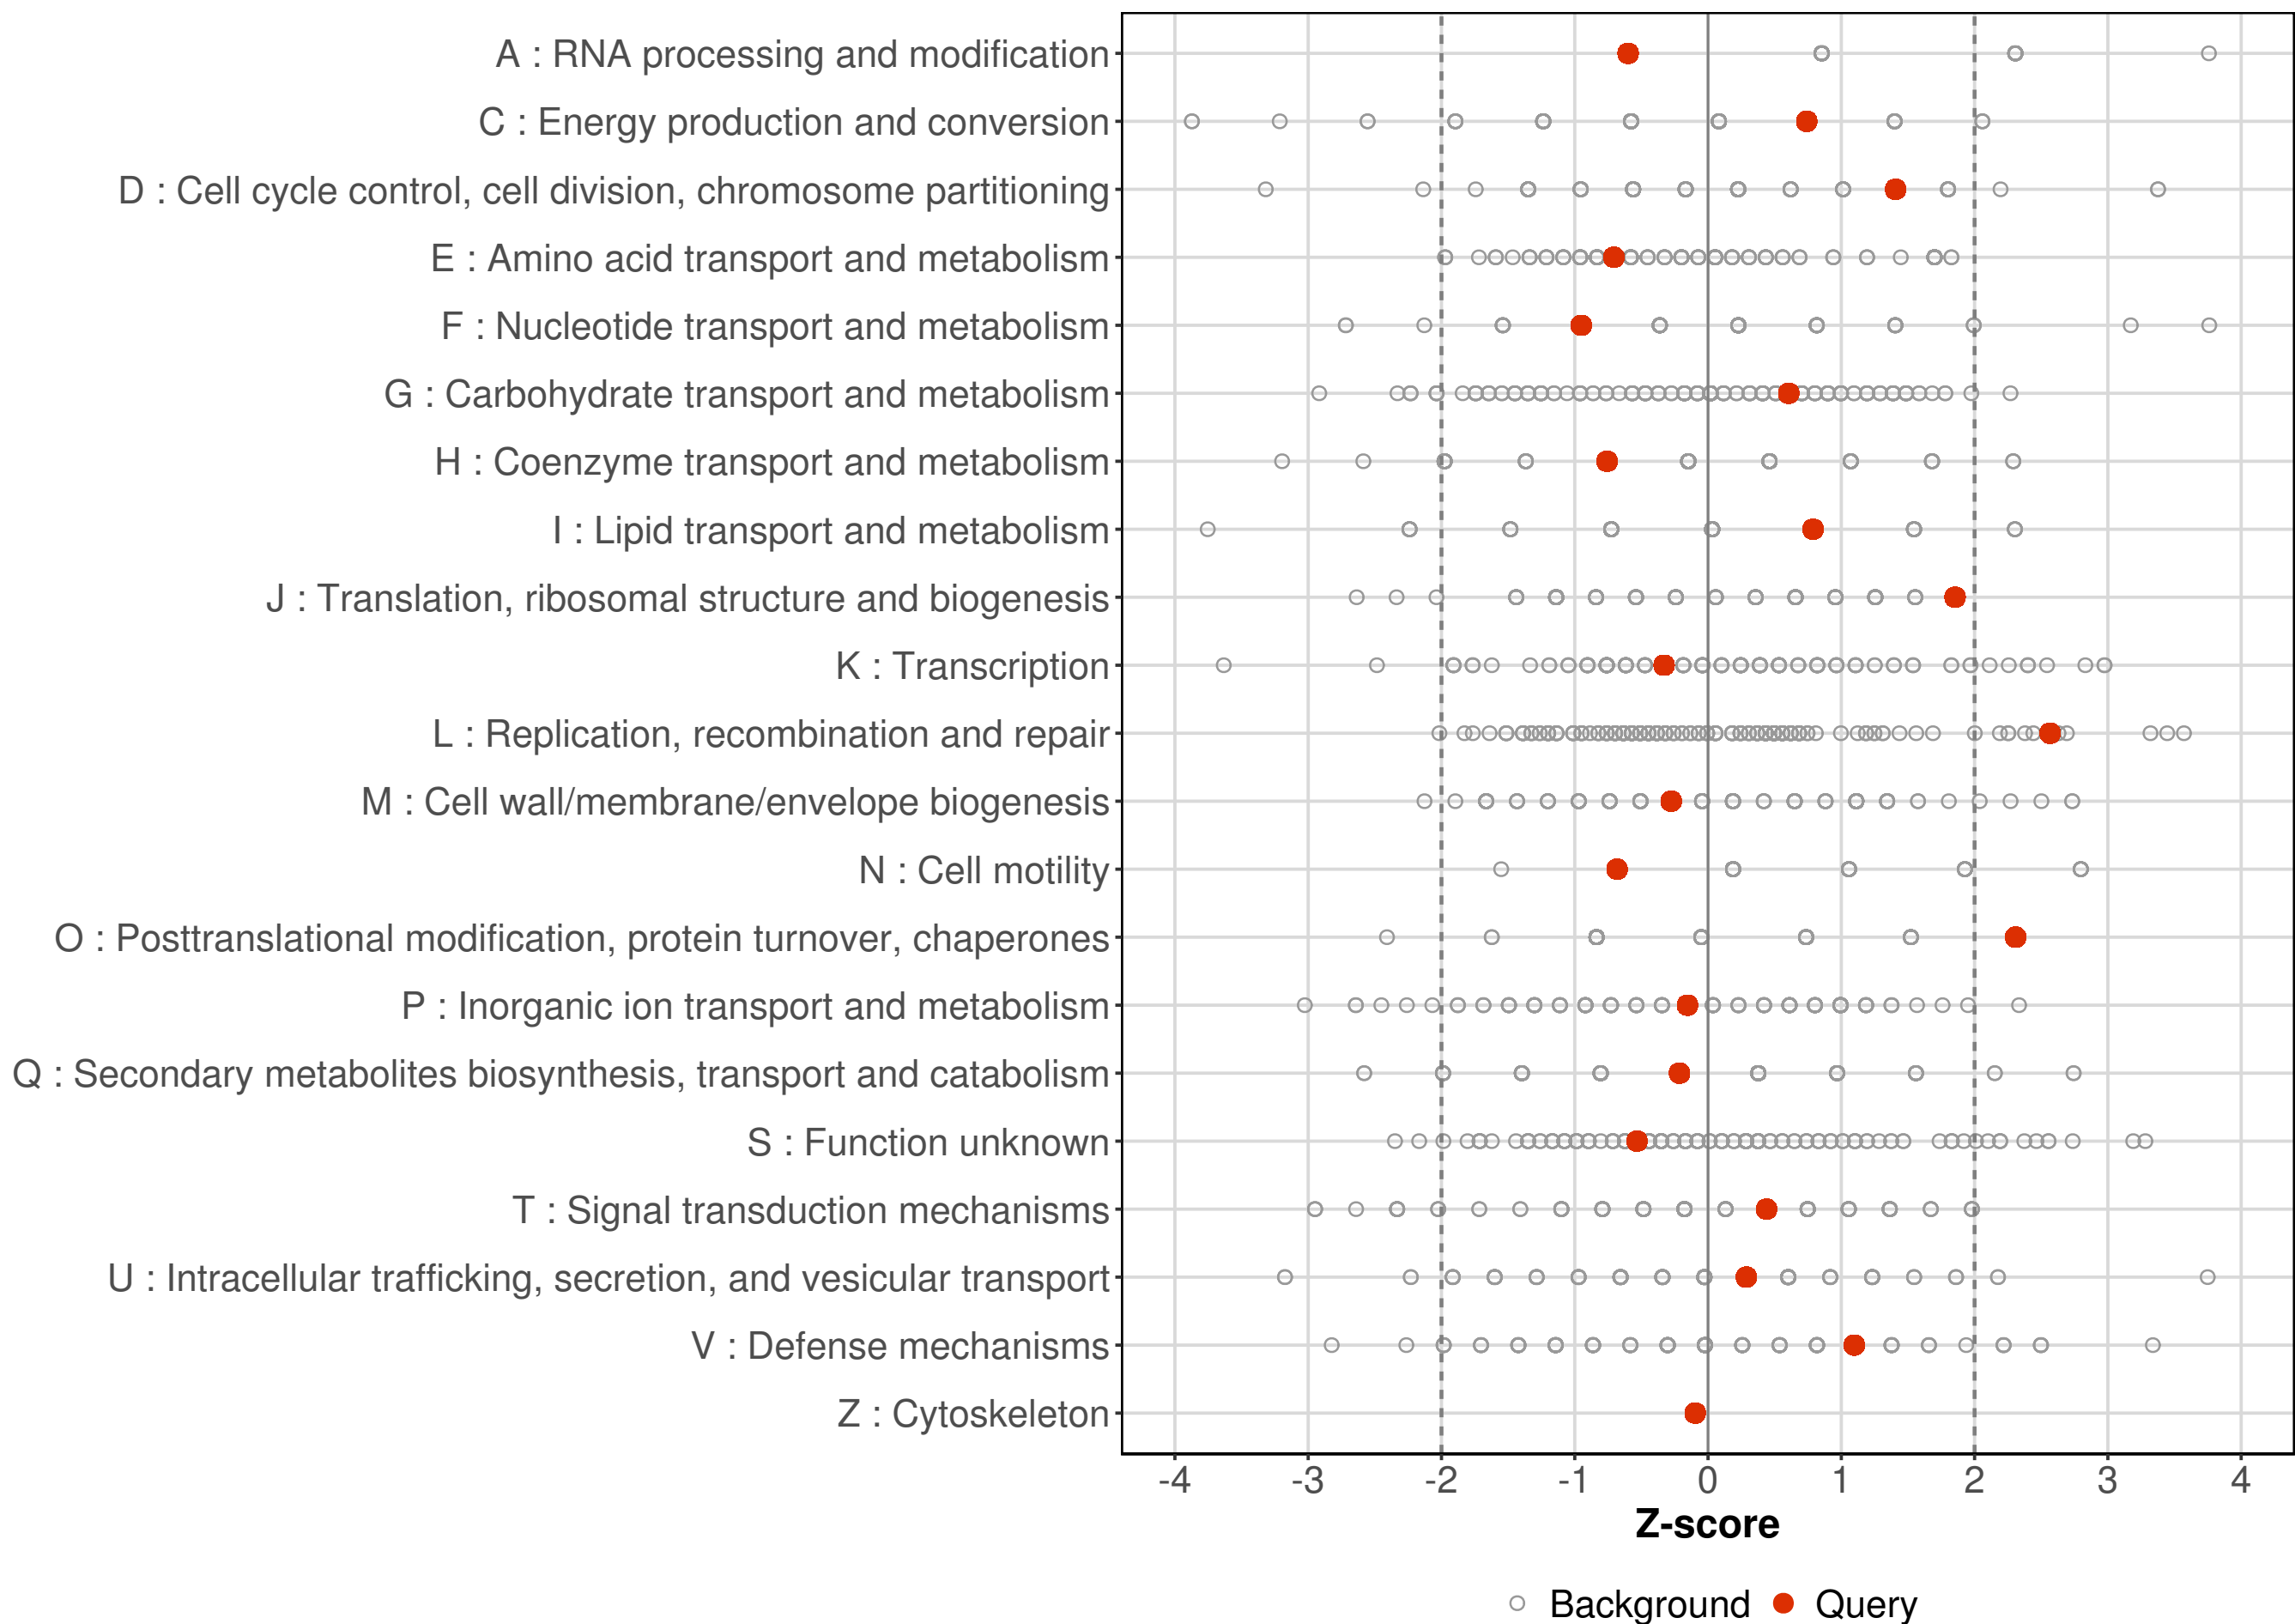 A : RNA processing and modification
C : Energy production and conversion
D : Cell cycle control, cell division, chromosome partitioning
E : Amino acid transport and metabolism
F : Nucleotide transport and metabolism
G : Carbohydrate transport and metabolism
H : Coenzyme transport and metabolism
I : Lipid transport and metabolism
J : Translation, ribosomal structure and biogenesis
K : Transcription
L : Replication, recombination and repair
M : Cell wall/membrane/envelope biogenesis
N : Cell motility
O : Posttranslational modification, protein turnover, chaperones
P : Inorganic ion transport and metabolism
Q : Secondary metabolites biosynthesis, transport and catabolism
S : Function unknown
T : Signal transduction mechanisms
U : Intracellular trafficking, secretion, and vesicular transport
V : Defense mechanisms
Z : Cytoskeleton
-4 -3 -2 -1 0 1 2 3 4
Z-score
Background Query